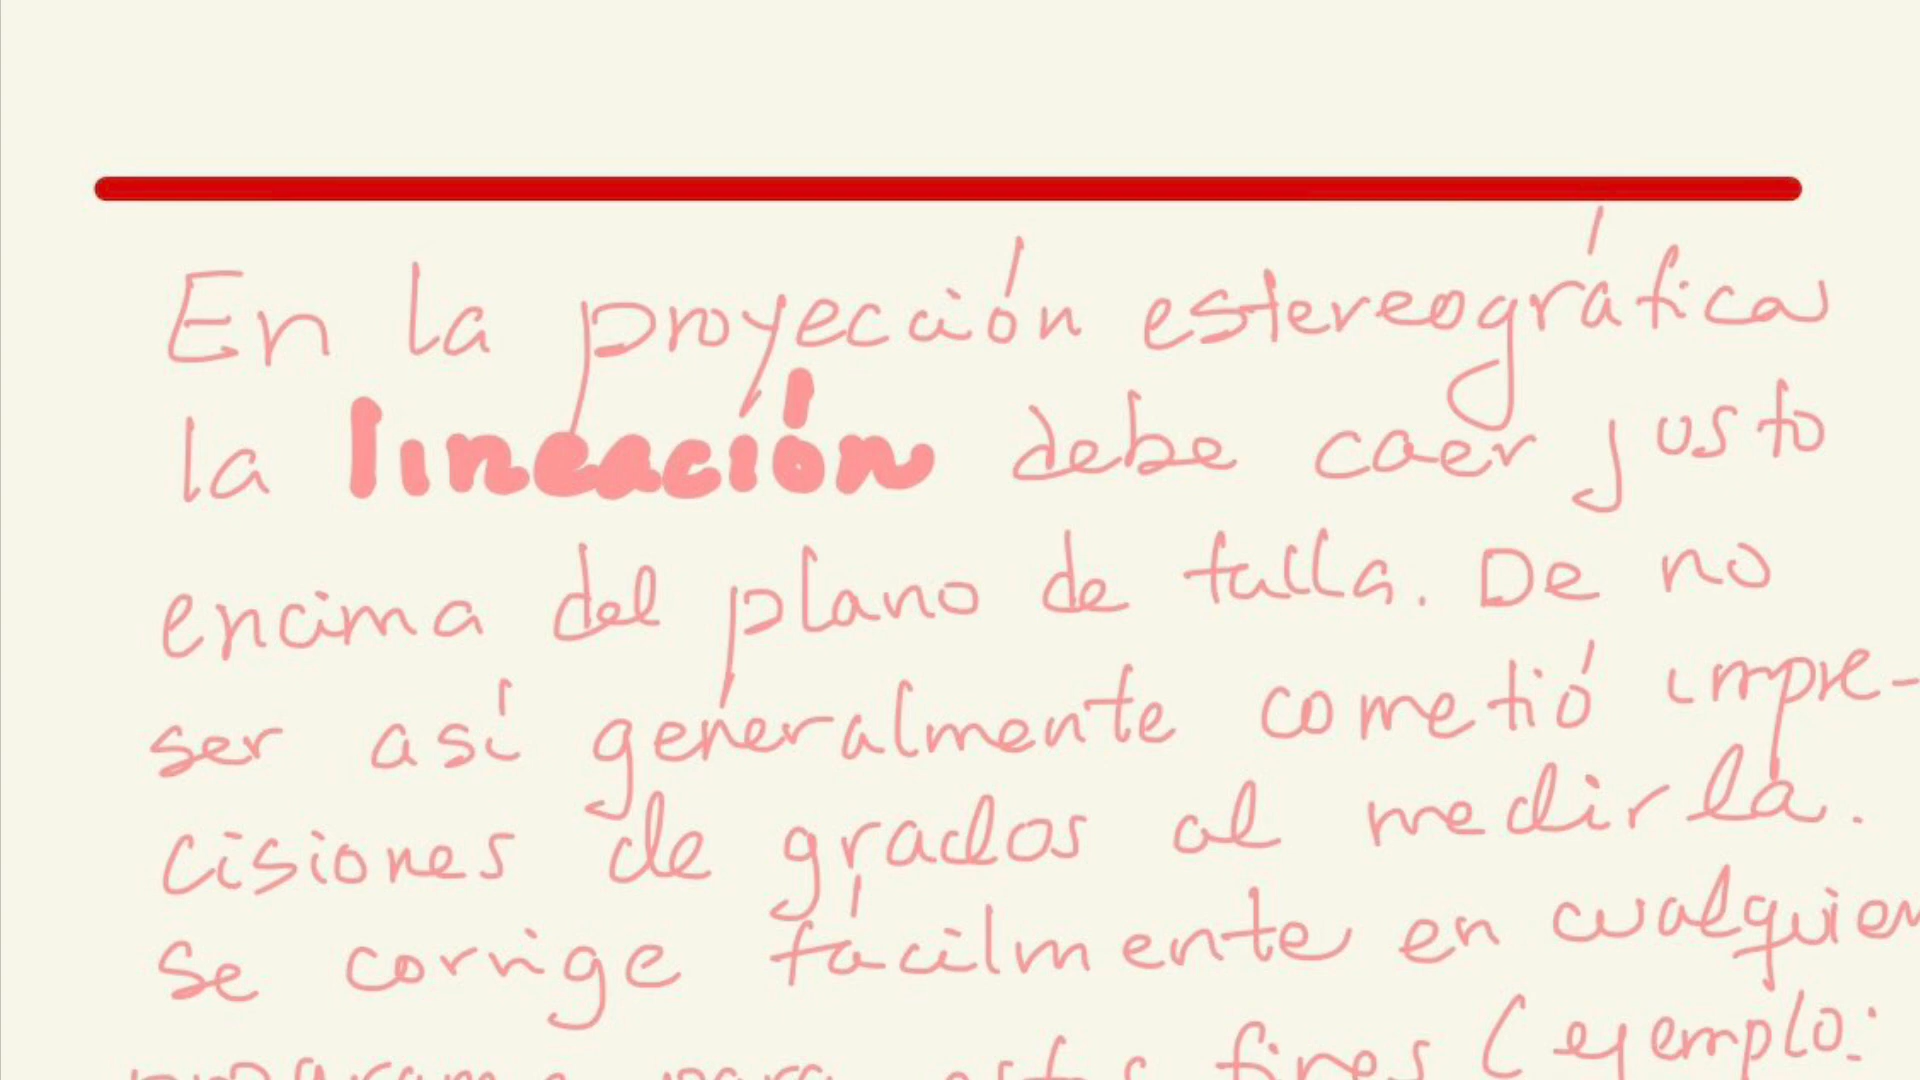 En la proyección estereográfica
la lineación debe caer justo
encima del plano de falla. De no
ser así generalmente cometió impre-
cisiones de grados al medirla.
se corrige fácilmente en cualquier
programa para estos fines (ejemplo: